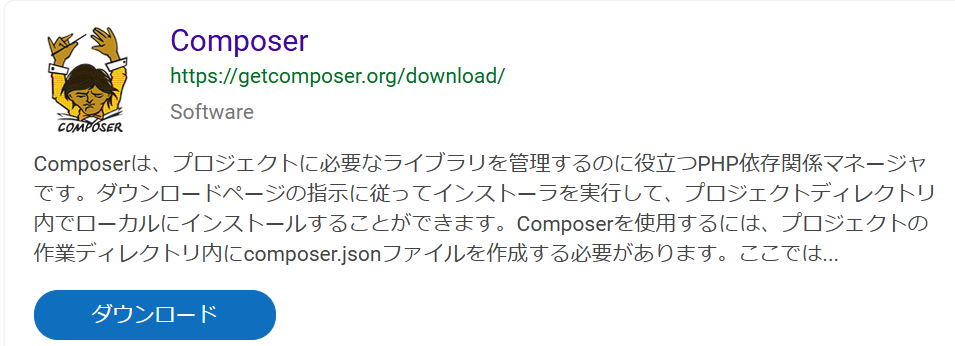 COMPOSER
Composer
https://getcomposer.org/download/
Software
Composerは、プロジェクトに必要なライブラリを管理するのに役立つPHP依存関係マネージャ
です。ダウンロードページの指示に従ってインストーラを実行して、プロジェクトディレクトリ
内でローカルにインストールすることができます。Composerを使用するには、プロジェクトの
作業ディレクトリ内にcomposer.jsonファイルを作成する必要があります。ここでは...
ダウンロード